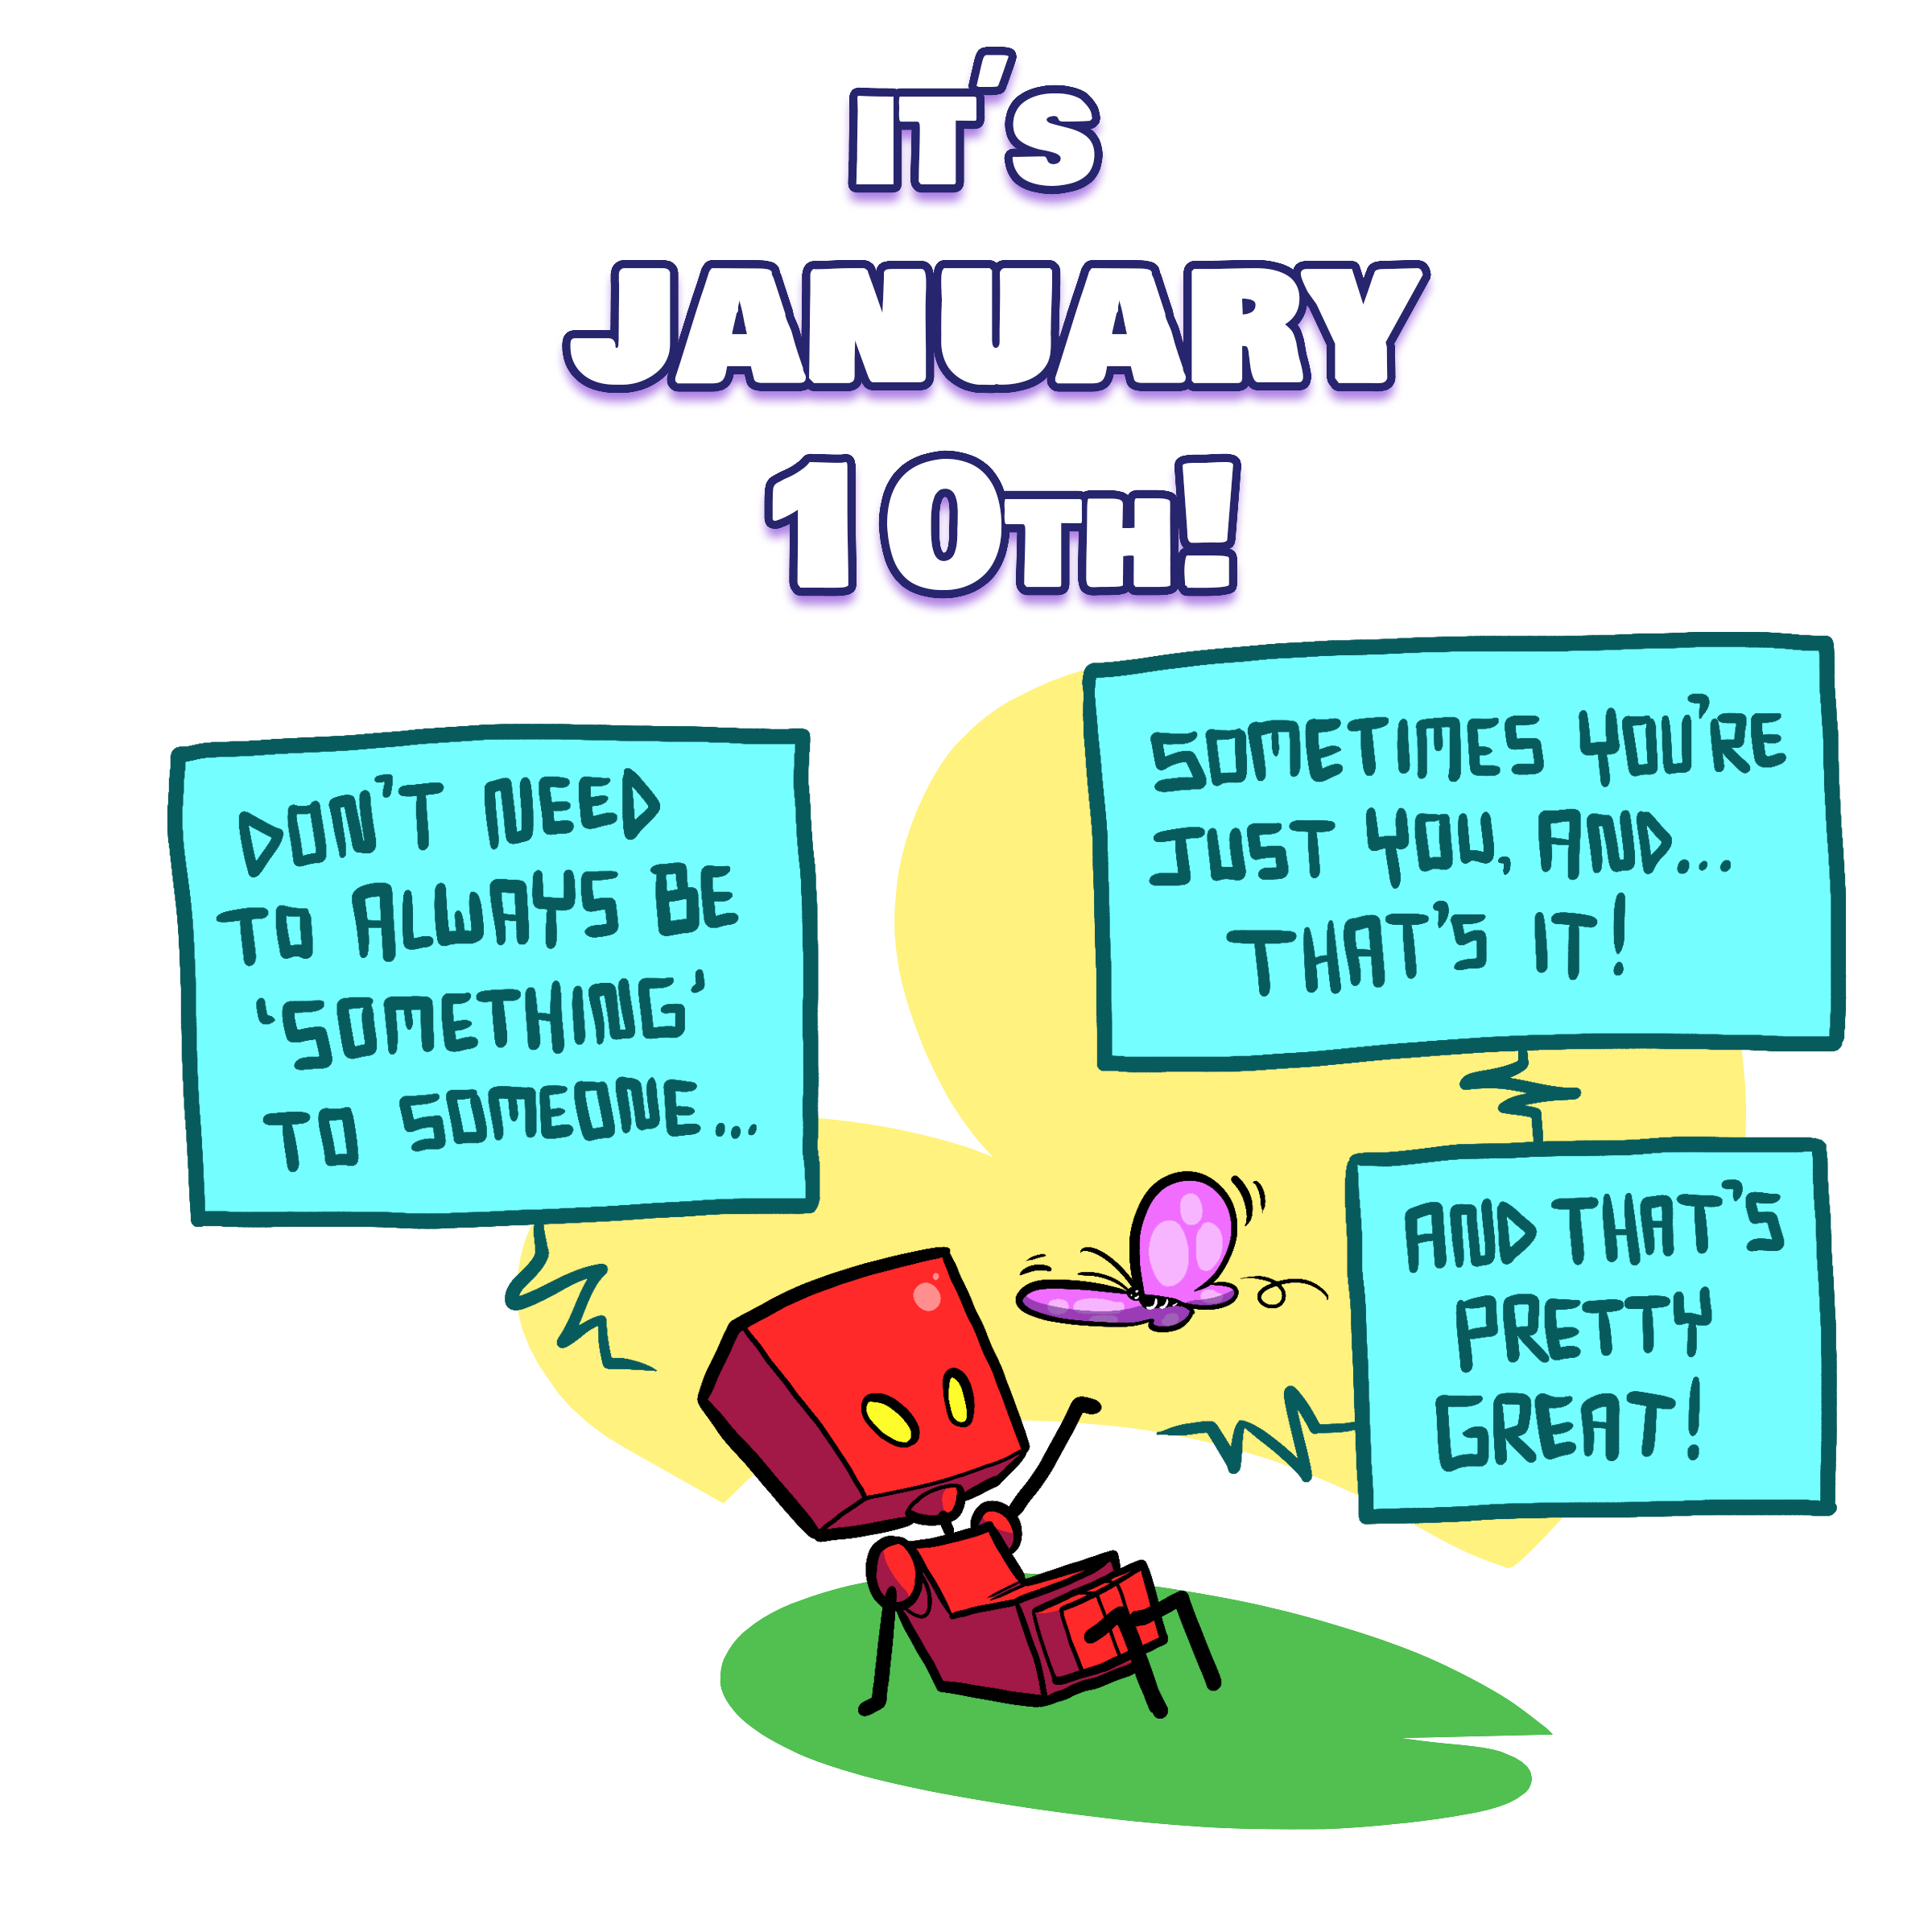 IT'S
JANUARY
10TH!
DON'T NEED
TO ALWAYS BE
'SOMETHING'
TO SOMEONE...
SOMETIMES YOU'RE
JUST YOU, AND...
THAT'S IT!
AND THAT'S
PRETTY
GREAT!